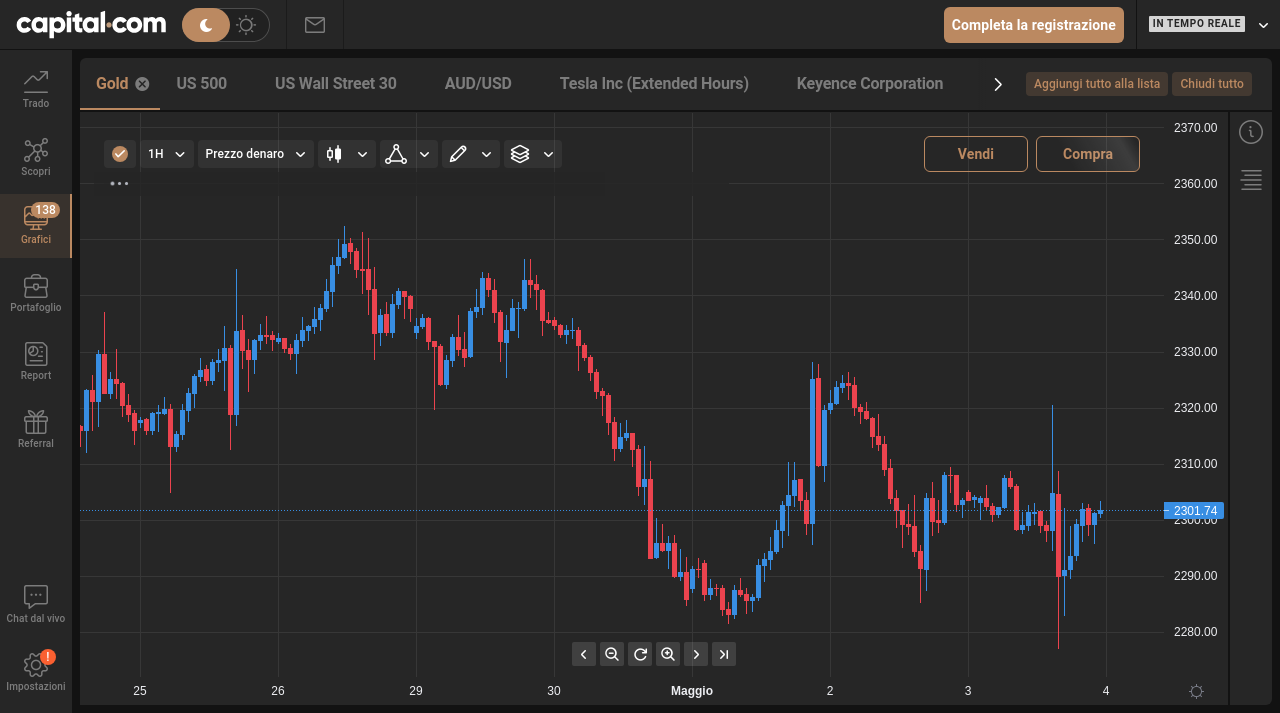 capital.com
Completa la registrazione
IN TEMPO REALE
Trado
Scopri
138
Grafici
Portafoglio
Report
Referral
Chat dal vivo
!
Impostazioni
Gold
US 500
US Wall Street 30
AUD/USD
Tesla Inc (Extended Hours)
Keyence Corporation
Aggiungi tutto alla lista
Chiudi tutto
1H
Prezzo denaro
Vendi
Compra
2370.00
2360.00
2350.00
2340.00
2330.00
2320.00
2310.00
2301.74
2300.00
2290.00
2280.00
25
26
29
30
Maggio
2
3
4